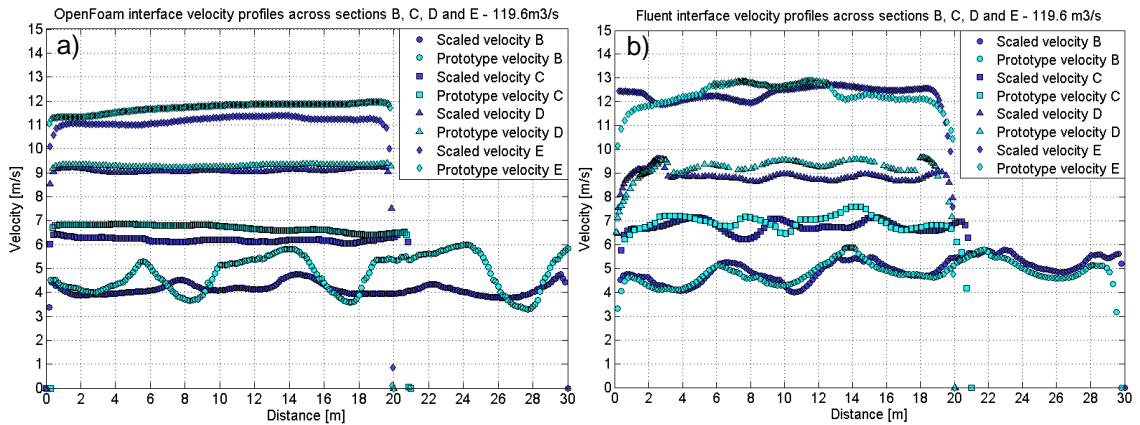 OpenFoam interface velocity profiles across sections B, C, D and E - 119.6m3/s
a)
Scaled velocity B
Prototype velocity B
Scaled velocity C
Prototype velocity C
Scaled velocity D
Prototype velocity D
Scaled velocity E
Prototype velocity E
Velocity [m/s]
15
14
13
12
11
10
9
8
7
6
5
4
3
2
1
0
0 2 4 6 8 10 12 14 16 18 20 22 24 26 28 30
Distance [m]
Fluent interface velocity profiles across sections B, C, D and E - 119.6 m3/s
b)
Scaled velocity B
Prototype velocity B
Scaled velocity C
Prototype velocity C
Scaled velocity D
Prototype velocity D
Scaled velocity E
Prototype velocity E
Velocity [m/s]
15
14
13
12
11
10
9
8
7
6
5
4
3
2
1
0
0 2 4 6 8 10 12 14 16 18 20 22 24 26 28 30
Distance [m]